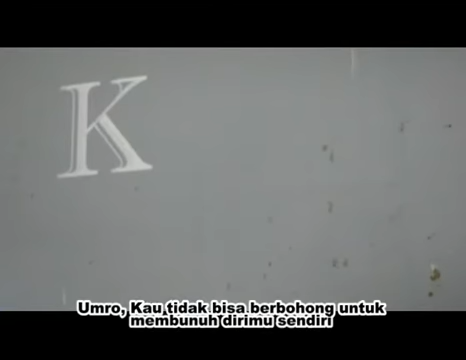 K
Umro, Kau tidak bisa berbohong untuk
membunuh dirimu sendiri